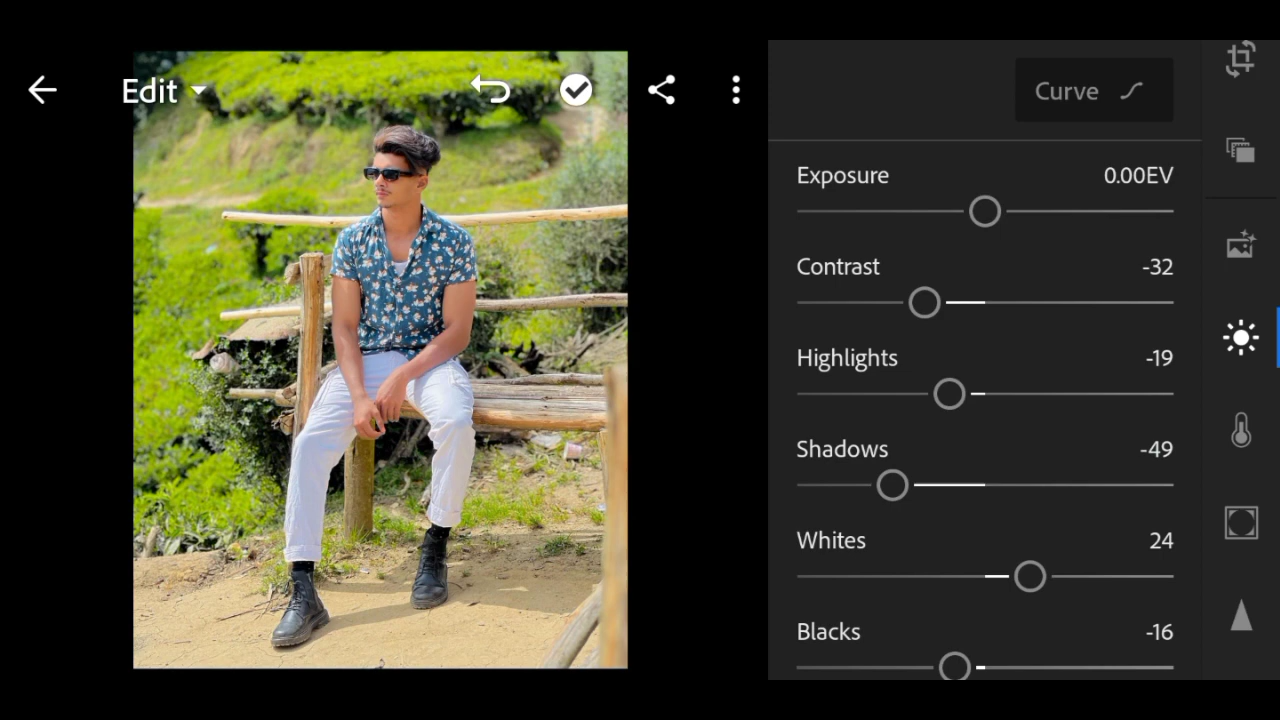 Edit
Curve
Exposure 0.00EV
Contrast -32
Highlights -19
Shadows -49
Whites 24
Blacks -16